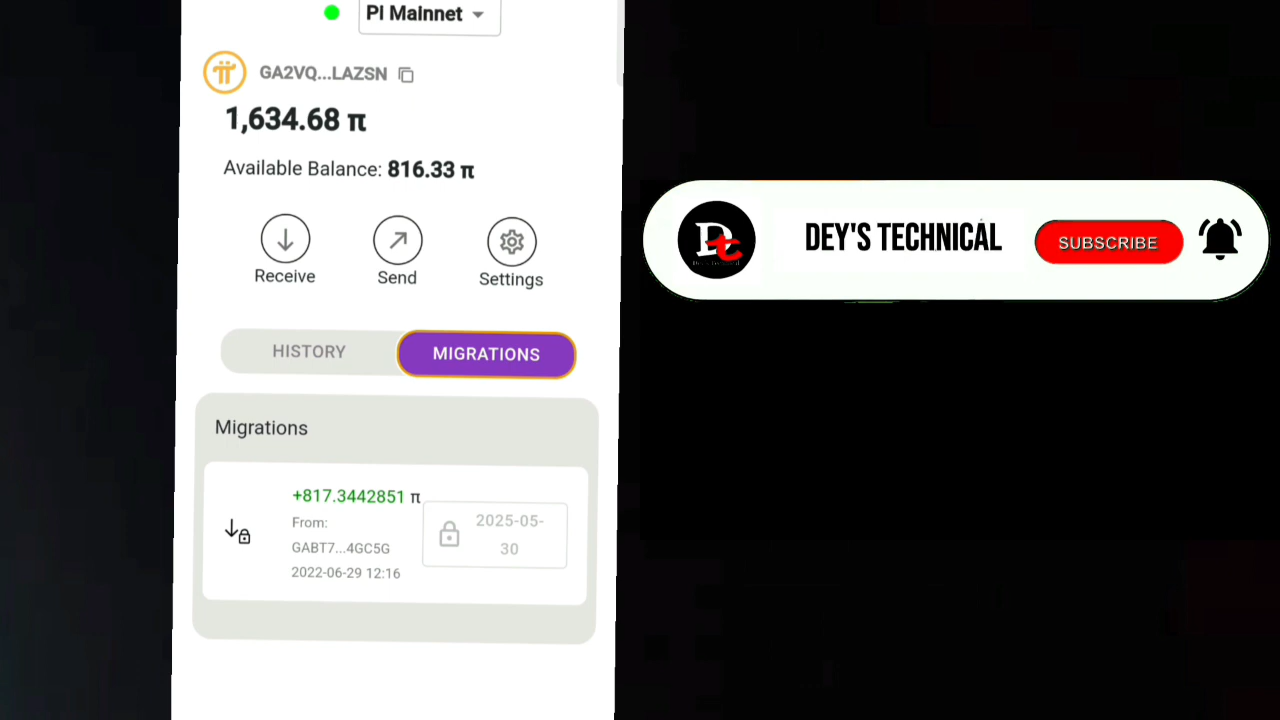 PI Mainnet
GA2VQ...LAZSN
1,634.68 π
Available Balance: 816.33 π
Receive
Send
Settings
HISTORY
MIGRATIONS
Migrations
+817.3442851 π
From:
GABT7...4GC5G
2022-06-29 12:16
2025-05-
30
Dt
DEY'S TECHNICAL
SUBSCRIBE